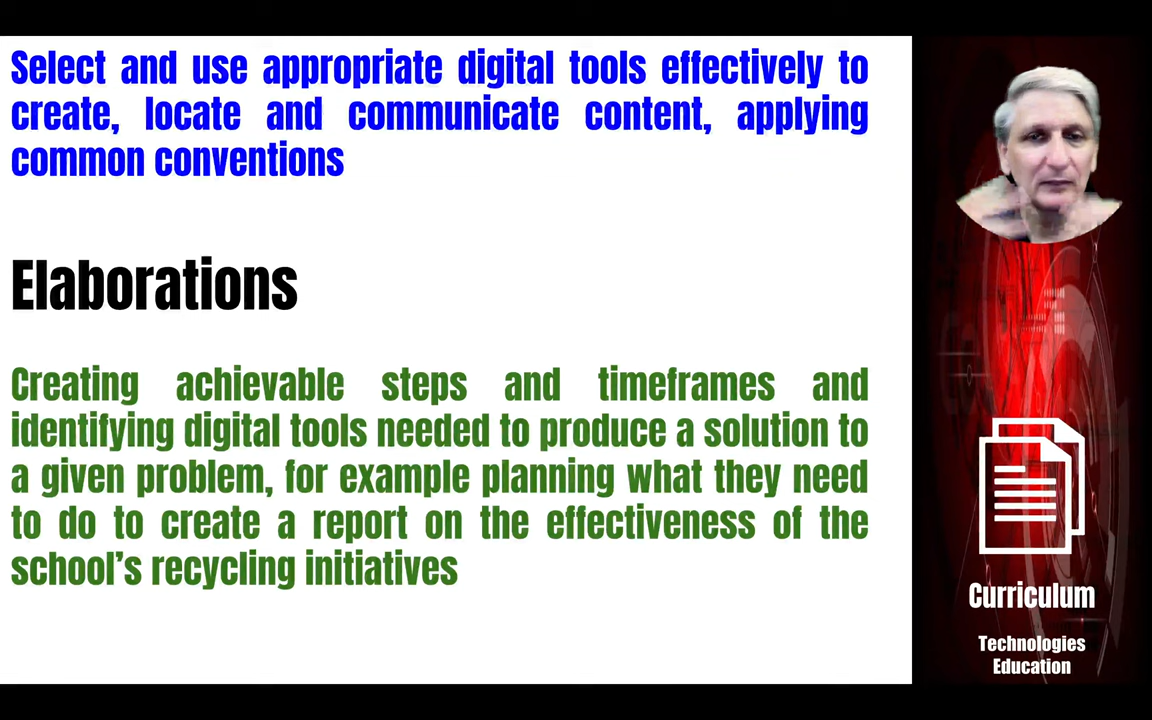 Select and use appropriate digital tools effectively to
create, locate and communicate content, applying
common conventions
Elaborations
Creating achievable steps and timeframes and
identifying digital tools needed to produce a solution to
a given problem, for example planning what they need
to do to create a report on the effectiveness of the
school’s recycling initiatives
Curriculum
Technologies
Education